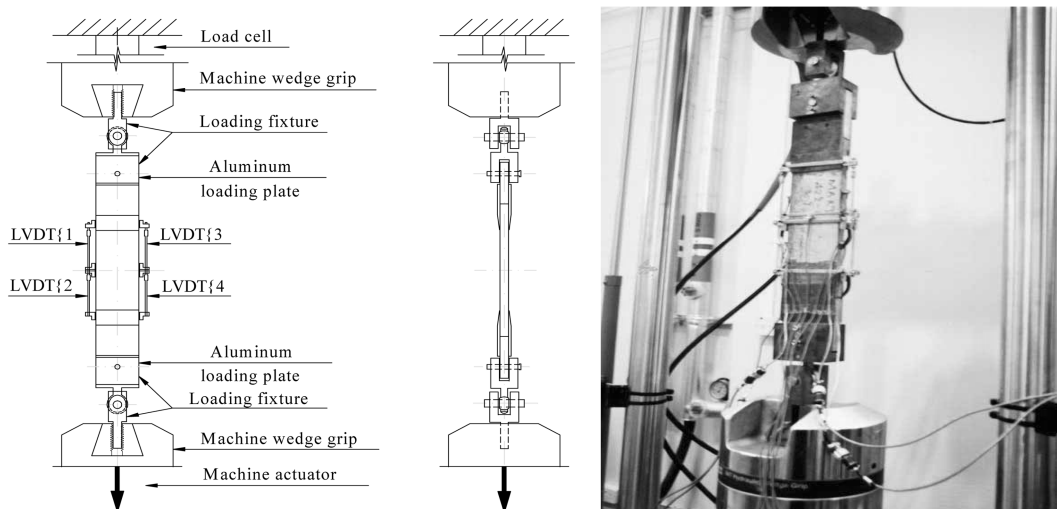 Load cell
Machine wedge grip
Loading fixture
Aluminum
loading plate
LVDT{1
LVDT{3
LVDT{2
LVDT{4
Aluminum
loading plate
Loading fixture
Machine wedge grip
Machine actuator